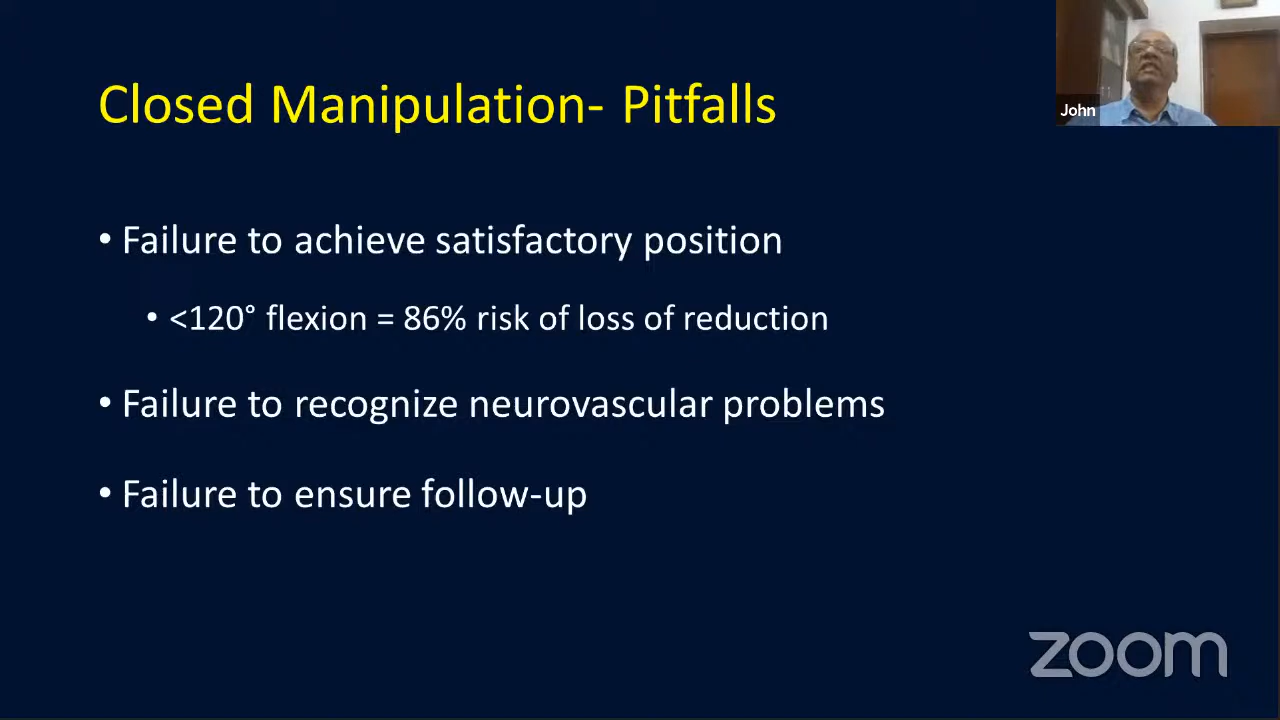 Closed Manipulation- Pitfalls
John
• Failure to achieve satisfactory position
• <120° flexion = 86% risk of loss of reduction
• Failure to recognize neurovascular problems
• Failure to ensure follow-up
zoom